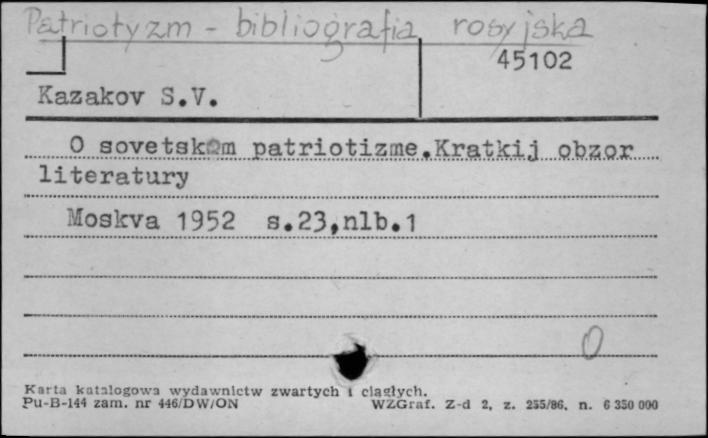 Patriotyzm - bibliografia rosyjska
45102
Kazakov S.V.
O sovetskom patriotizme.Kratkij obzor
literatury
Moskva 1952 s.23,nlb.1
0
Karta katalogowa wydawnictw zwartych i ciągłych.
Pu-B-144 zam. nr 446/DW/ON WZGraf. Z-d 2, z. 255/86, n. 6 350 000